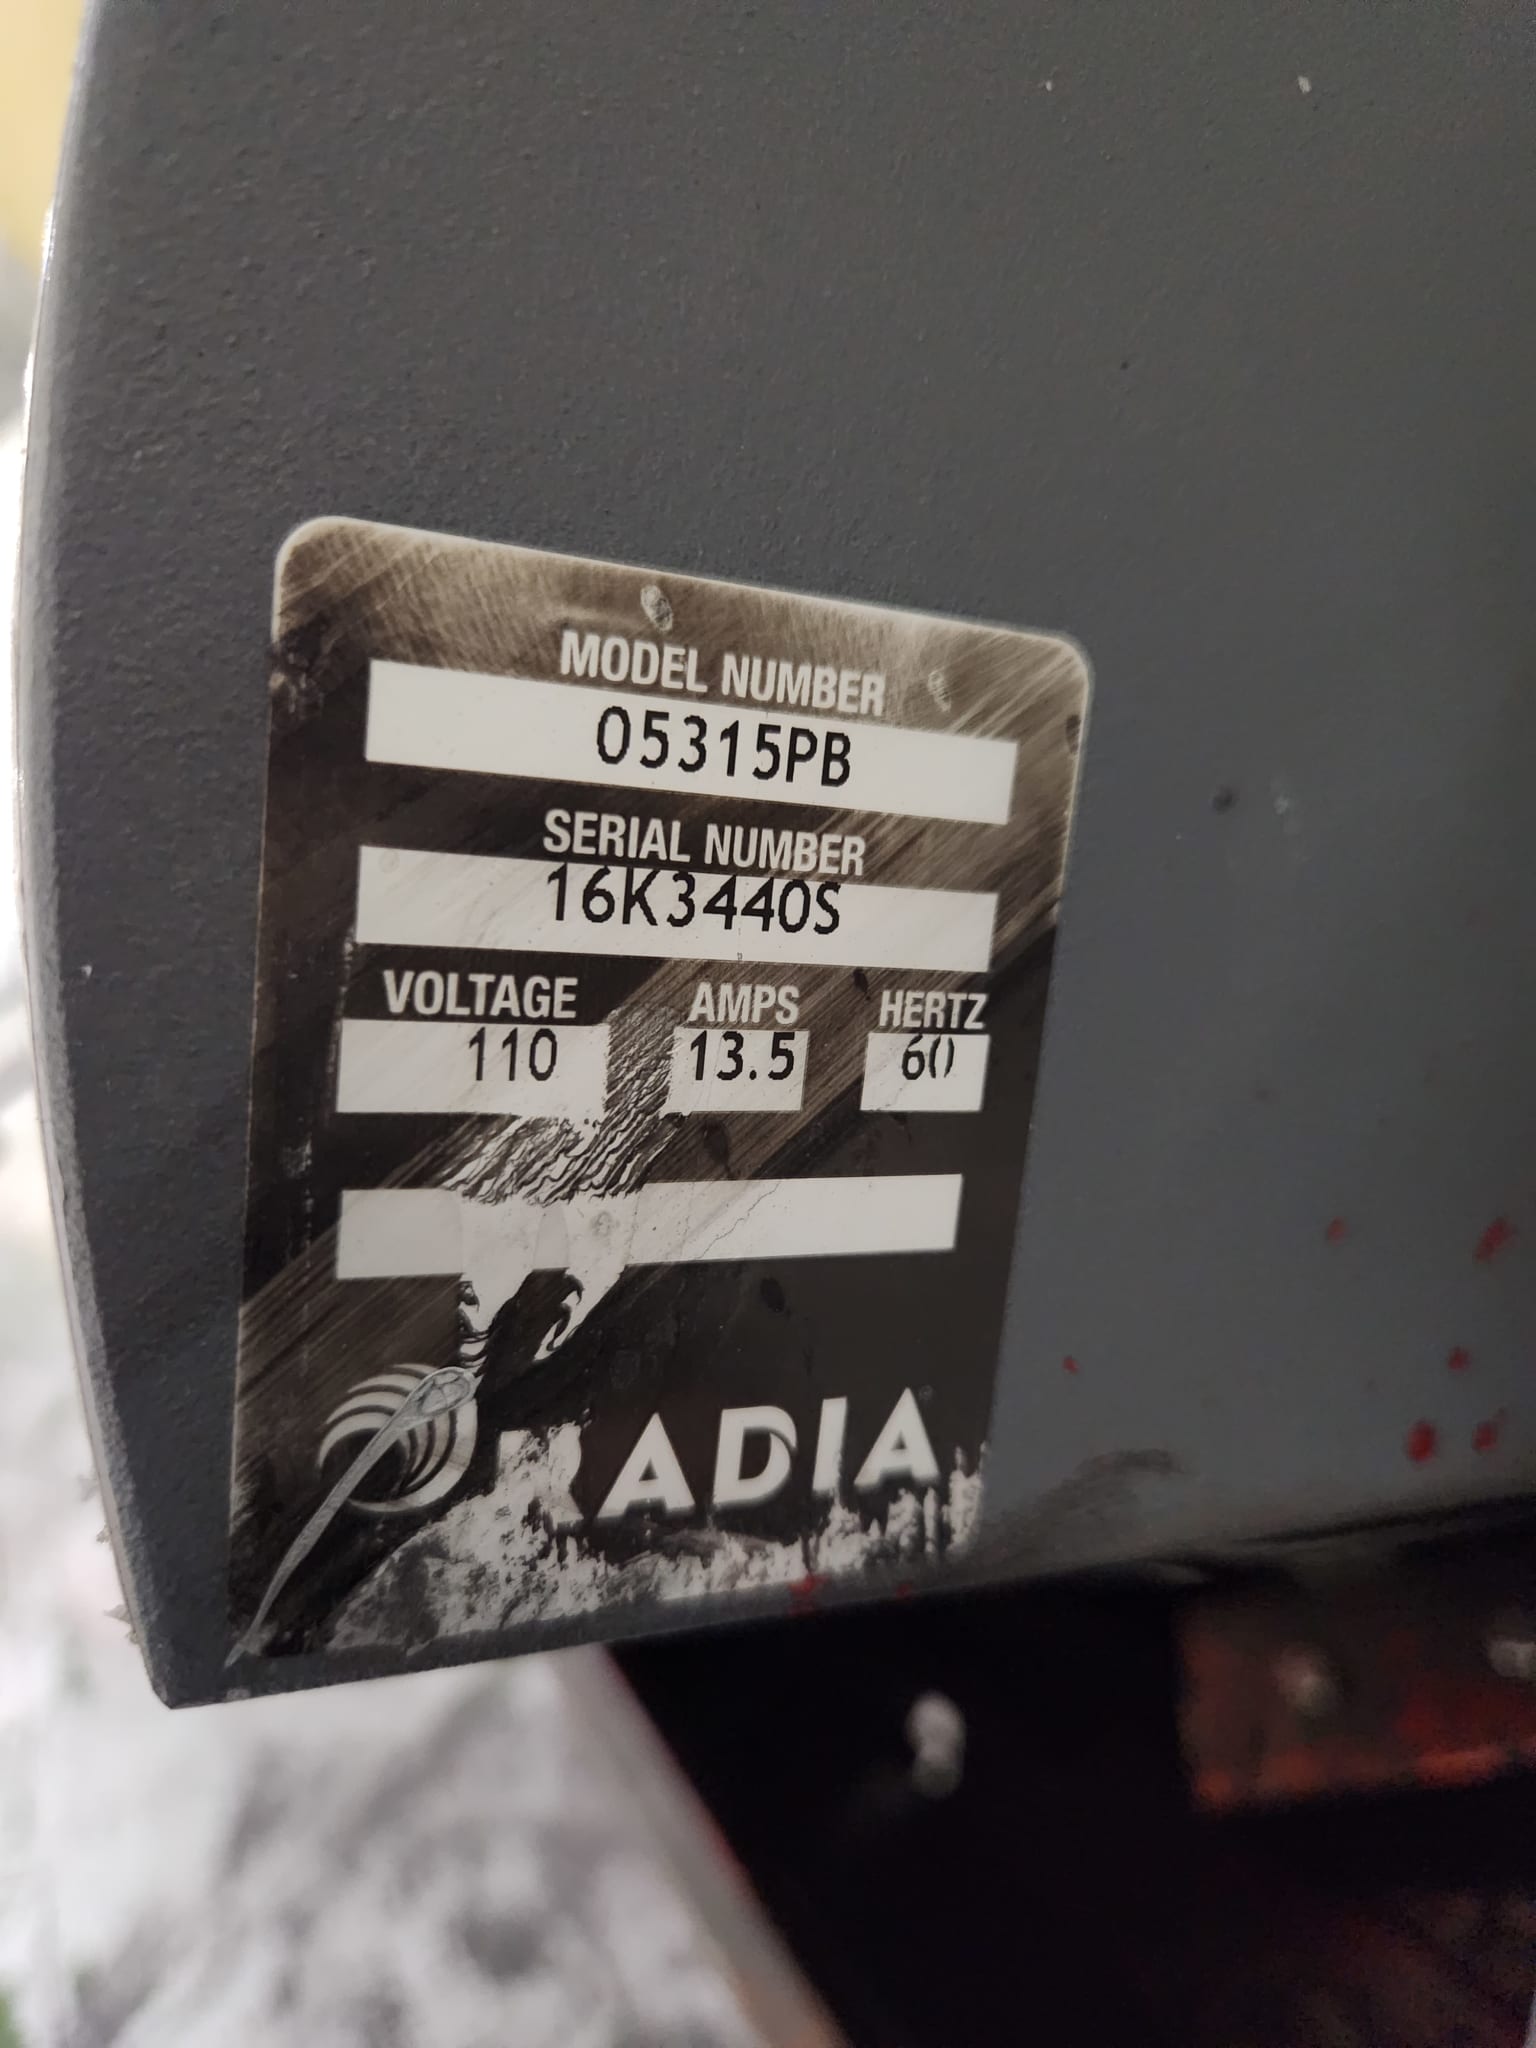 MODEL NUMBER
05315PB
SERIAL NUMBER
16K3440S
VOLTAGE AMPS HERTZ
110 13.5 60
RADIA